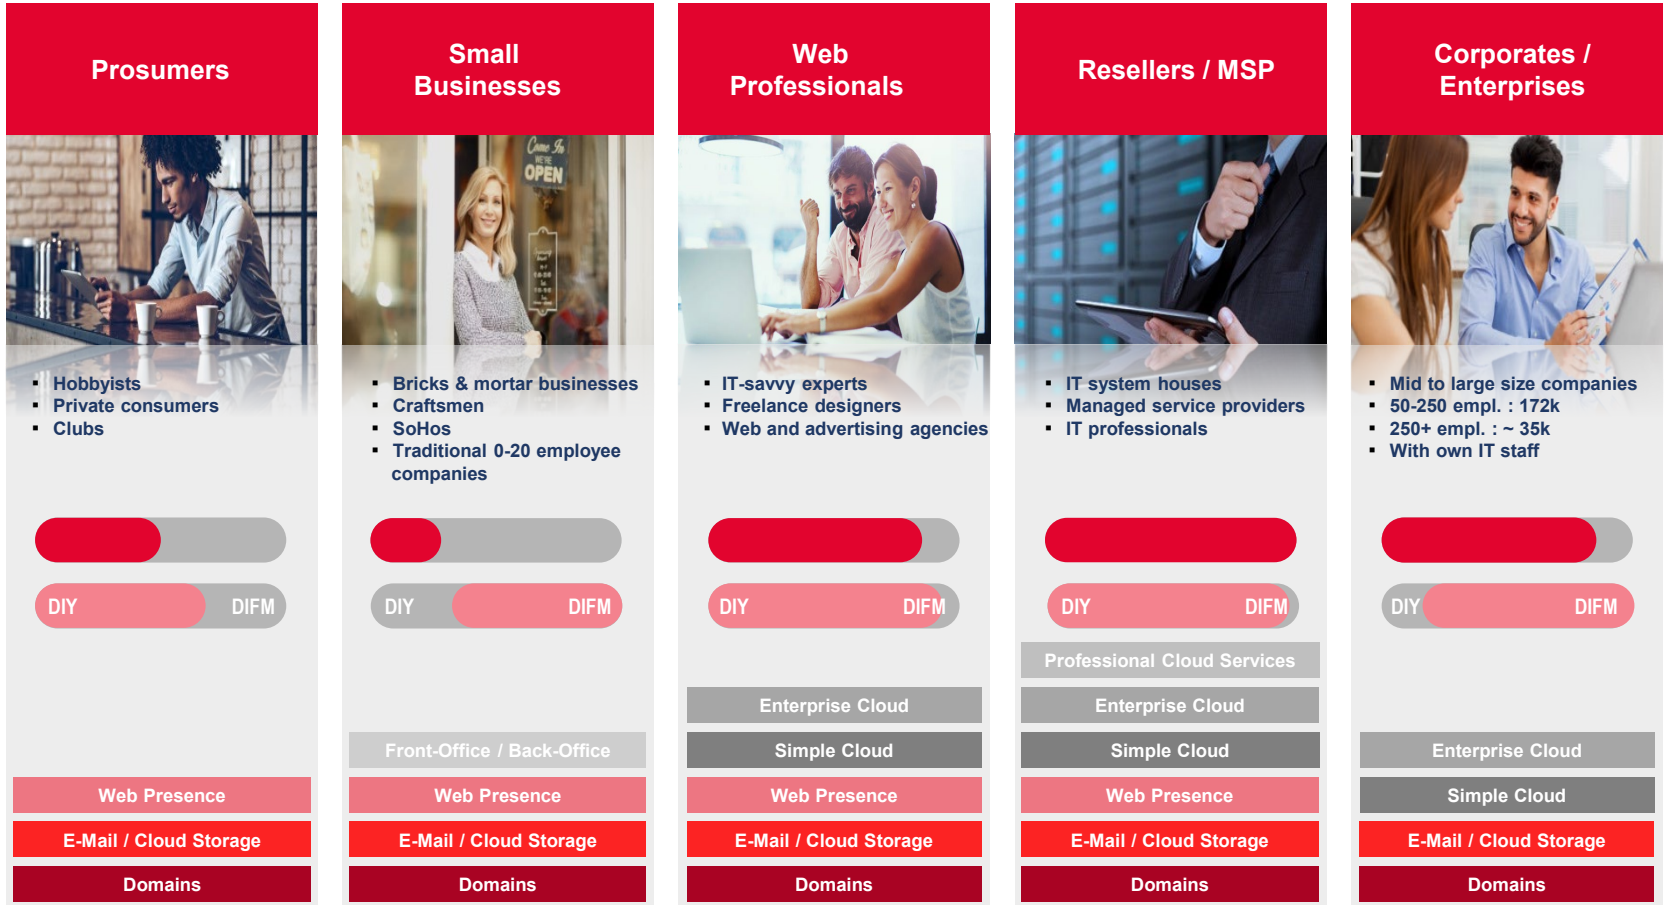 Prosumers
Small
Businesses
Web
Professionals
Resellers / MSP
Corporates /
Enterprises
Come In
WE'RE
OPEN
▪ Hobbyists
▪ Private consumers
▪ Clubs
▪ Bricks & mortar businesses
▪ Craftsmen
▪ SoHos
▪ Traditional 0-20 employee
companies
▪ IT-savvy experts
▪ Freelance designers
▪ Web and advertising agencies
▪ IT system houses
▪ Managed service providers
▪ IT professionals
▪ Mid to large size companies
▪ 50-250 empl. : 172k
▪ 250+ empl. : ~ 35k
▪ With own IT staff
DIY DIFM
DIY DIFM
DIY DIFM
DIY DIFM
DIY DIFM
Web Presence
E-Mail / Cloud Storage
Domains
Front-Office / Back-Office
Web Presence
E-Mail / Cloud Storage
Domains
Enterprise Cloud
Simple Cloud
Web Presence
E-Mail / Cloud Storage
Domains
Professional Cloud Services
Enterprise Cloud
Simple Cloud
Web Presence
E-Mail / Cloud Storage
Domains
Enterprise Cloud
Simple Cloud
E-Mail / Cloud Storage
Domains